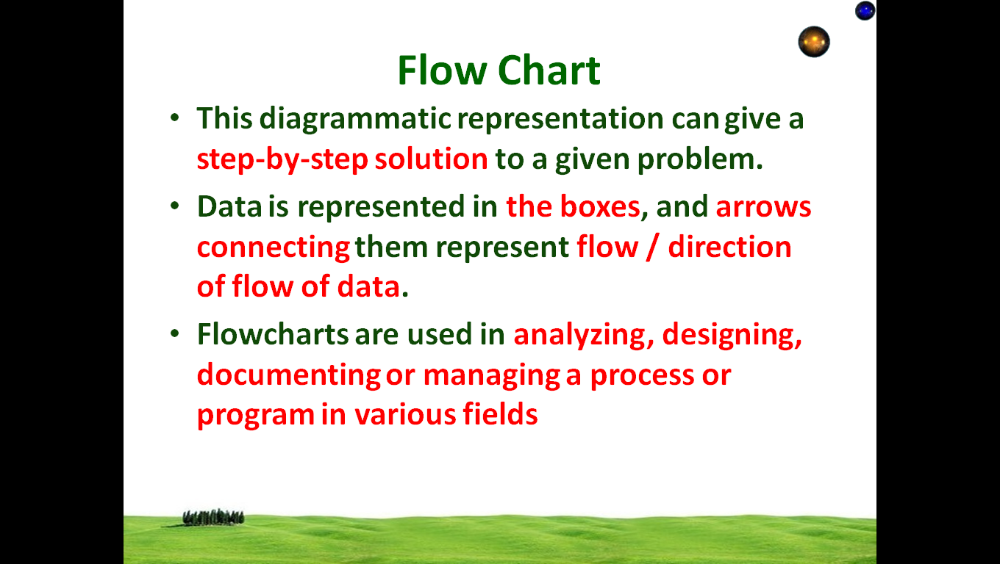 Flow Chart
• This diagrammatic representation can give a
step-by-step solution to a given problem.
• Data is represented in the boxes, and arrows
connecting them represent flow / direction
of flow of data.
• Flowcharts are used in analyzing, designing,
documenting or managing a process or
program in various fields